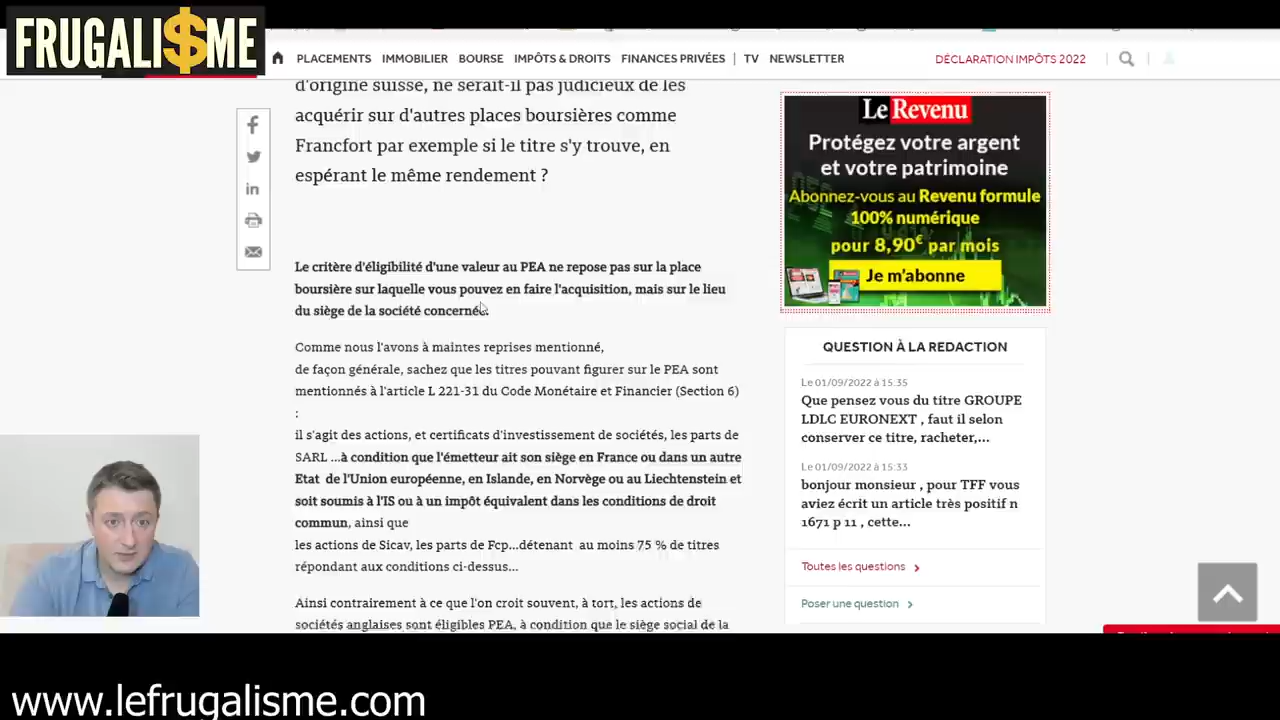 FRUGALI$ME
PLACEMENTS IMMOBILIER BOURSE IMPÔTS & DROITS FINANCES PRIVÉES TV NEWSLETTER DÉCLARATION IMPÔTS 2022
d'origine suisse, ne serait-il pas judicieux de les
acquérir sur d'autres places boursières comme
Francfort par exemple si le titre s'y trouve, en
espérant le même rendement ?
Le critère d'éligibilité d'une valeur au PEA ne repose pas sur la place
boursière sur laquelle vous pouvez en faire l'acquisition, mais sur le lieu
du siège de la société concernée.
Comme nous l'avons à maintes reprises mentionné,
de façon générale, sachez que les titres pouvant figurer sur le PEA sont
mentionnés à l'article L 221-31 du Code Monétaire et Financier (Section 6)
:
il s'agit des actions, et certificats d'investissement de sociétés, les parts de
SARL ...à condition que l'émetteur ait son siège en France ou dans un autre
Etat de l'Union européenne, en Islande, en Norvège ou au Liechtenstein et
soit soumis à l'IS ou à un impôt équivalent dans les conditions de droit
commun, ainsi que
les actions de Sicav, les parts de Fcp...détenant au moins 75 % de titres
répondant aux conditions ci-dessus...
Ainsi contrairement à ce que l'on croit souvent, à tort, les actions de
sociétés anglaises sont éligibles PEA, à condition que le siège social de la
Le Revenu
Protégez votre argent
et votre patrimoine
Abonnez-vous au Revenu formule
100% numérique
pour 8,90€ par mois
Je m'abonne
QUESTION À LA REDACTION
Le 01/09/2022 à 15:35
Que pensez vous du titre GROUPE
LDLC EURONEXT , faut il selon
conserver ce titre, racheter,...
Le 01/09/2022 à 15:33
bonjour monsieur , pour TFF vous
aviez écrit un article très positif n
1671 p 11 , cette...
Toutes les questions
Poser une question
www.lefrugalisme.com